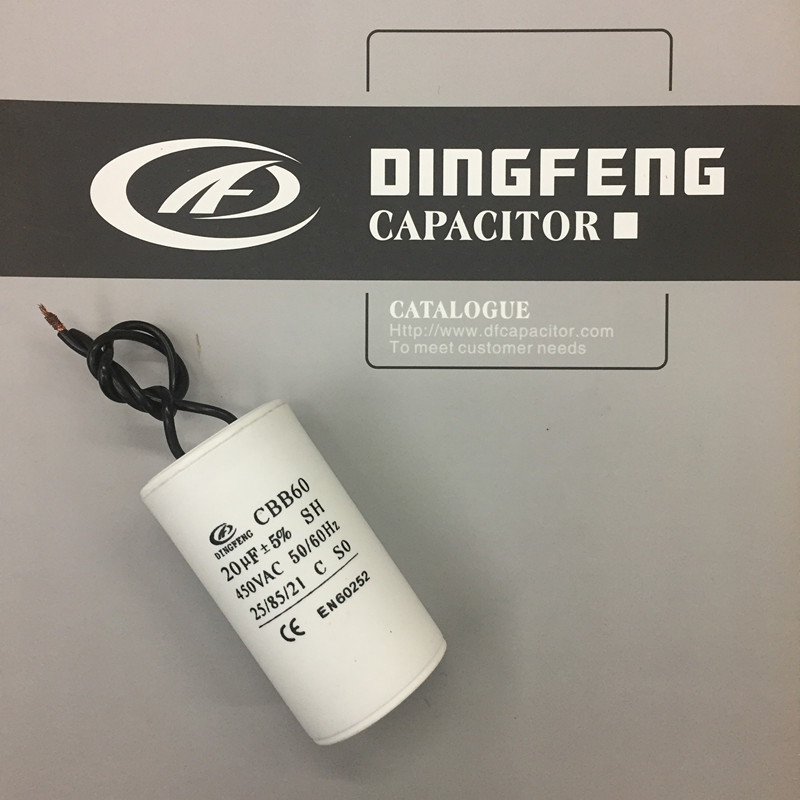 DINGFENG
CAPACITOR
CATALOGUE
Http://www.dfcapacitor.com
To meet customer needs
DINGFENG CBB60
20μF±5% SH
450VAC 50/60Hz
25/85/21 C S0
CE EN60252